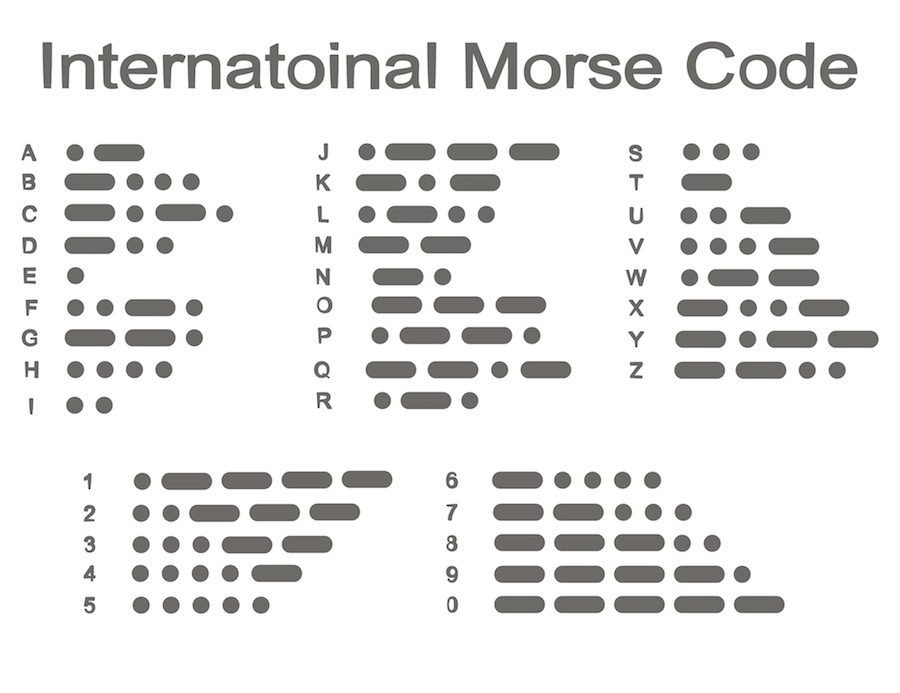 Internatoinal Morse Code
A
B
C
D
E
F
G
H
I
J
K
L
M
N
O
P
Q
R
S
T
U
V
W
X
Y
Z
1
2
3
4
5
6
7
8
9
0